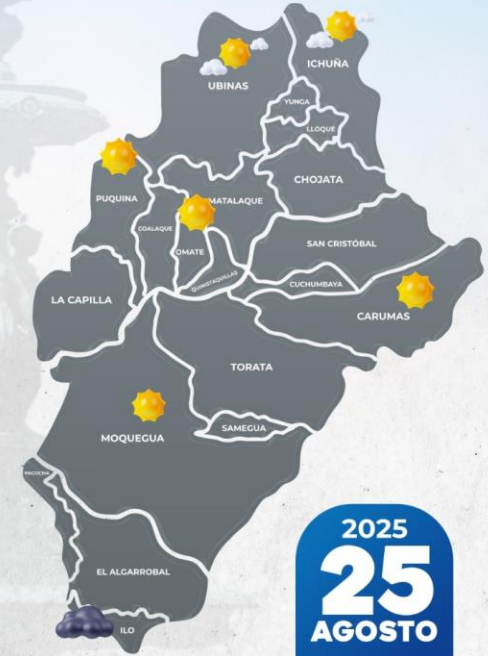 ICHUÑA
UBINAS
YUNGA
LLOQUE
CHOJATA
PUQUINA
MATALAQUE
COALAQUE
OMATE
SAN CRISTÓBAL
QUINISTAQUILLAS
CUCHUMBAYA
LA CAPILLA
CARUMAS
TORATA
SAMEGUA
MOQUEGUA
PACOCHA
EL ALGARROBAL
ILO
2025
25
AGOSTO